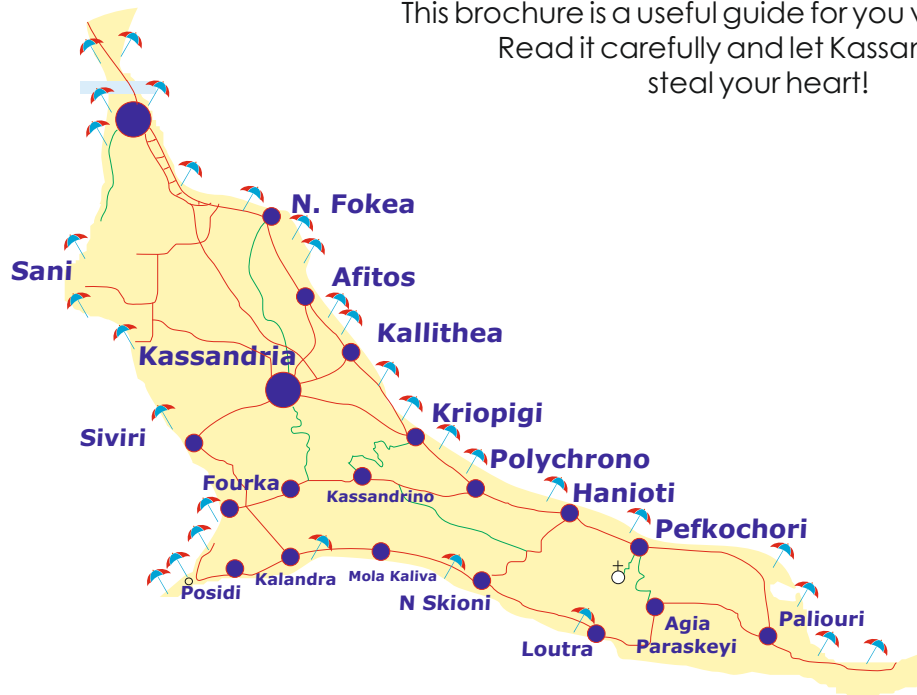 This brochure is a useful guide for you
Read it carefully and let
steal your heart!
N. Fokea
Sani
Afitos
Kallithea
Kassandria
Kriopigi
Siviri
Polychrono
Fourka
Kassandrino
Hanioti
Pefkochori
Kalandra
Mola Kaliva
Posidi
N Skioni
Agia
Paraskeyi
Paliouri
Loutra